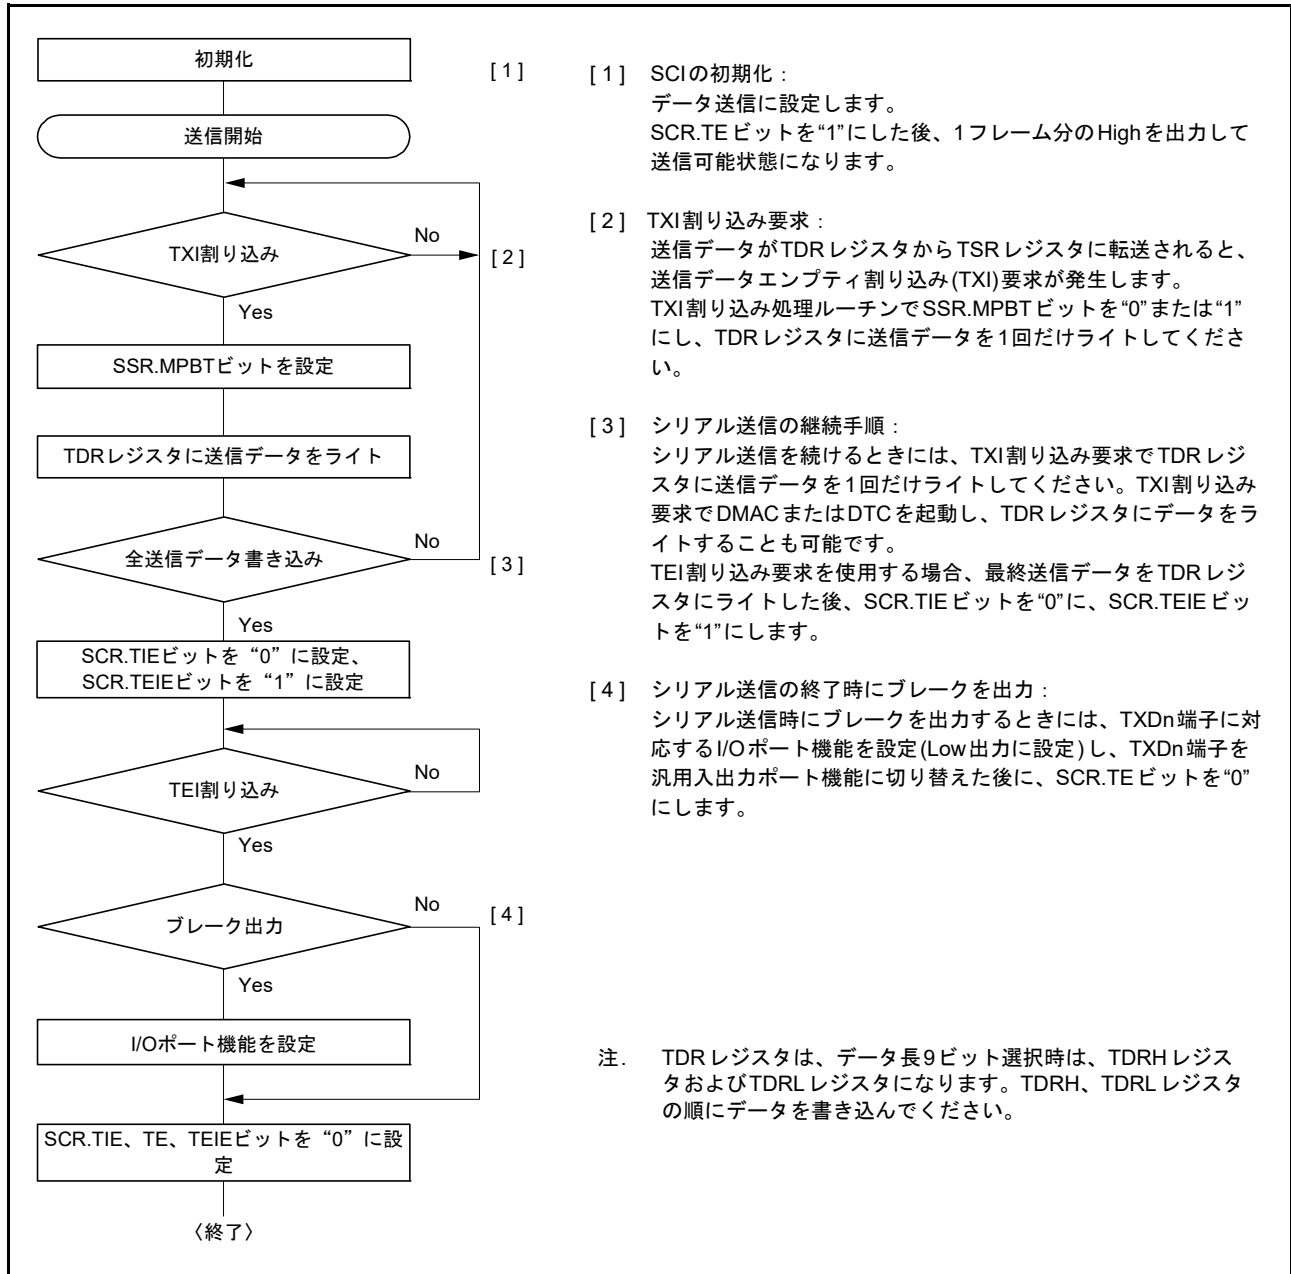 初期化
[ 1 ]
送信開始
TXI割り込み
No
[ 2 ]
Yes
SSR.MPBTビットを設定
TDRレジスタに送信データをライト
全送信データ書き込み
No
[ 3 ]
Yes
SCR.TIEビットを“0”に設定、
SCR.TEIEビットを“1”に設定
TEI割り込み
No
Yes
ブレーク出力
No
[ 4 ]
Yes
I/Oポート機能を設定
SCR.TIE、TE、TEIEビットを“0”に設
定
〈終了〉
[ 1 ] SCIの初期化：
データ送信に設定します。
SCR.TEビットを“1”にした後、1フレーム分のHighを出力して
送信可能状態になります。
[ 2 ] TXI割り込み要求：
送信データがTDRレジスタからTSRレジスタに転送されると、
送信データエンプティ割り込み(TXI)要求が発生します。
TXI割り込み処理ルーチンでSSR.MPBTビットを“0”または“1”
にし、TDRレジスタに送信データを1回だけライトしてくださ
い。
[ 3 ] シリアル送信の継続手順：
シリアル送信を続けるときには、TXI割り込み要求でTDRレジ
スタに送信データを1回だけライトしてください。TXI割り込み
要求でDMACまたはDTCを起動し、TDRレジスタにデータをラ
イトすることも可能です。
TEI割り込み要求を使用する場合、最終送信データをTDRレジ
スタにライトした後、SCR.TIEビットを“0”に、SCR.TEIEビッ
トを“1”にします。
[ 4 ] シリアル送信の終了時にブレークを出力：
シリアル送信時にブレークを出力するときには、TXDn端子に対
応するI/Oポート機能を設定(Low出力に設定)し、TXDn端子を
汎用入出力ポート機能に切り替えた後に、SCR.TEビットを“0”
にします。
注. TDRレジスタは、データ長9ビット選択時は、TDRHレジス
タおよびTDRLレジスタになります。TDRH、TDRLレジスタ
の順にデータを書き込んでください。